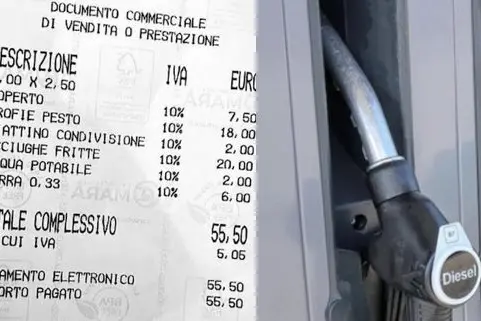 DOCUMENTO COMMERCIALE
DI VENDITA O PRESTAZIONE
ESCRIZIONE IVA EURO
,00 X 2,50
OPERTO 10% 7,50
ROFIE PESTO 10% 18,00
ATTINO CONDIVISIONE 10% 2,00
CCIUGHE FRITTE 10% 20,00
QUA POTABILE 10% 2,00
RRA 0,33 10% 6,00
TALE COMPLESSIVO 55,50
CUI IVA 5,05
AMENTO ELETTRONICO 55,50
ORTO PAGATO 55,50
Diesel